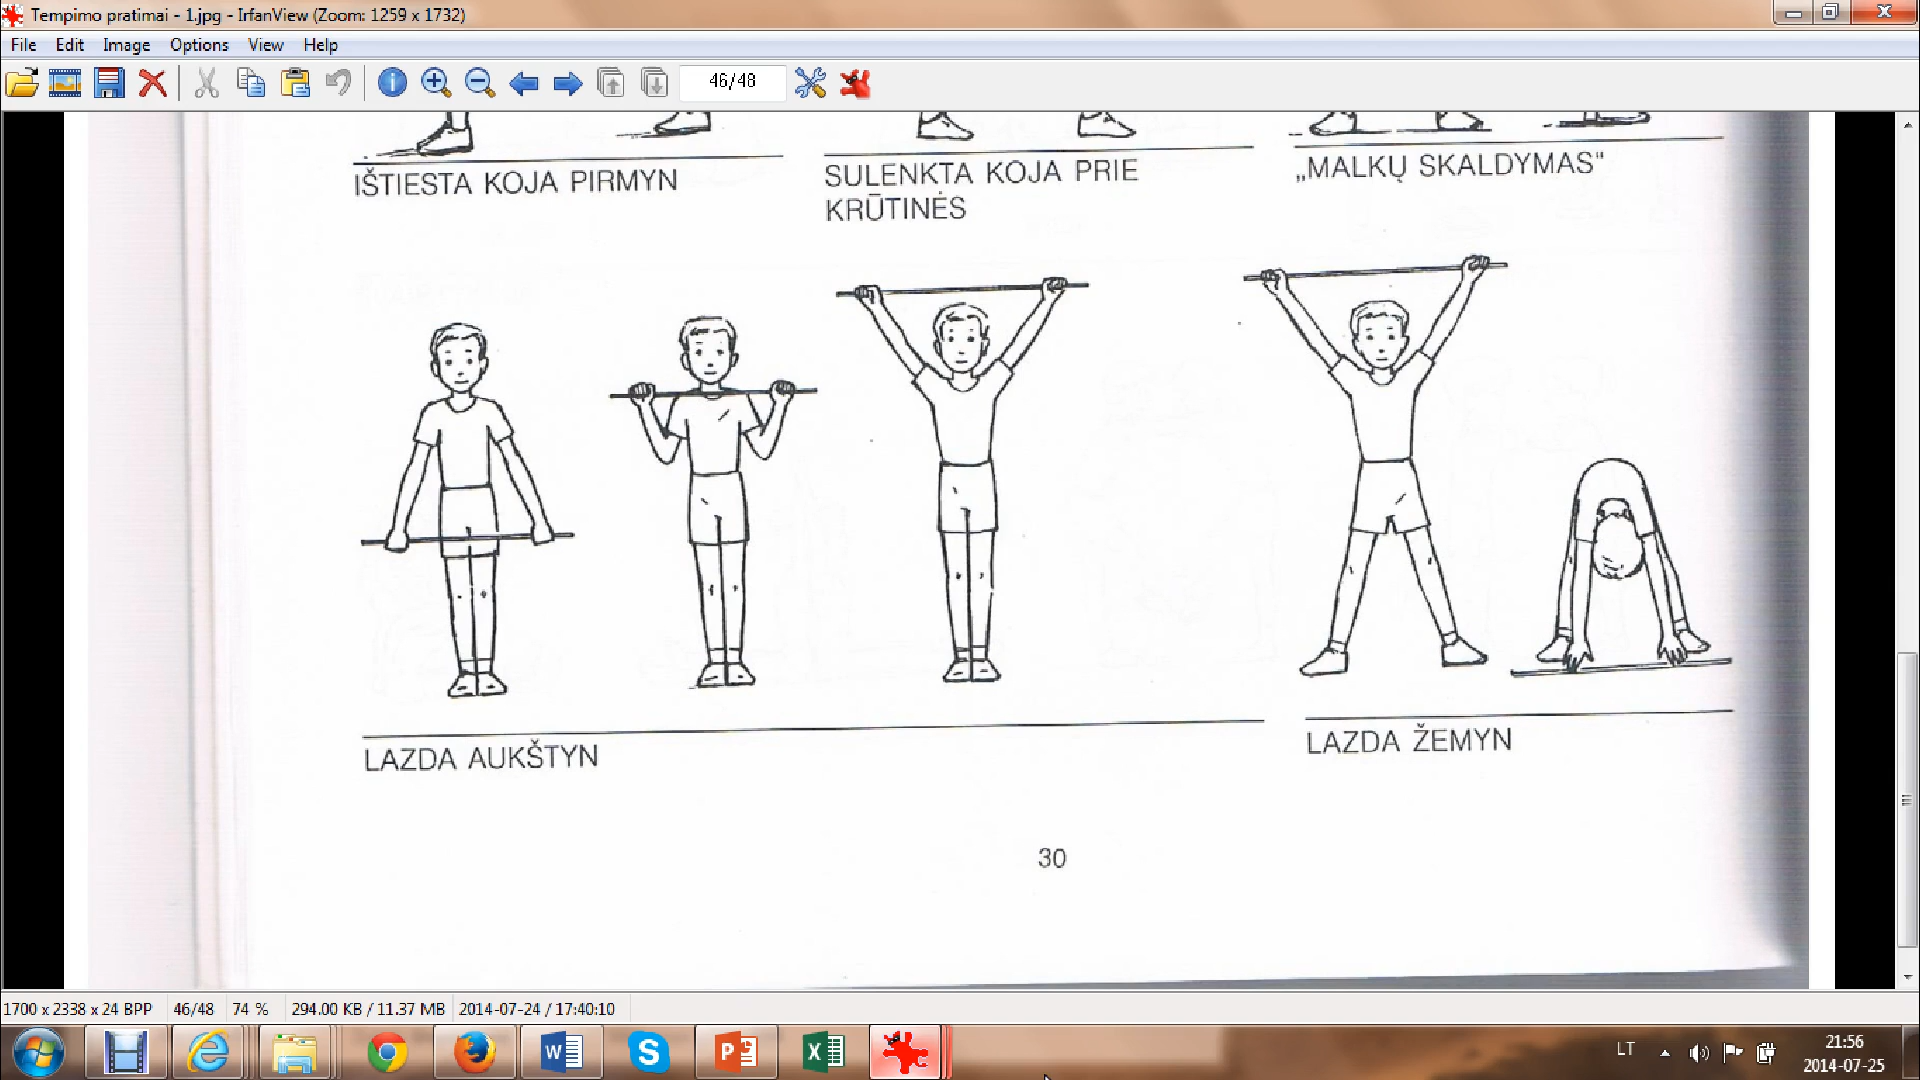 Tempimo pratimai - 1.jpg - IrfanView (Zoom: 1259 x 1732)
File Edit Image Options View Help
46/48
IŠTIESTA KOJA PIRMYN
SULENKTA KOJA PRIE
KRŪTINĖS
„MALKŲ SKALDYMAS“
LAZDA AUKŠTYN
LAZDA ŽEMYN
30
1700 x 2338 x 24 BPP 46/48 74 % 294.00 KB / 11.37 MB 2014-07-24 / 17:40:10
LT
21:56
2014-07-25